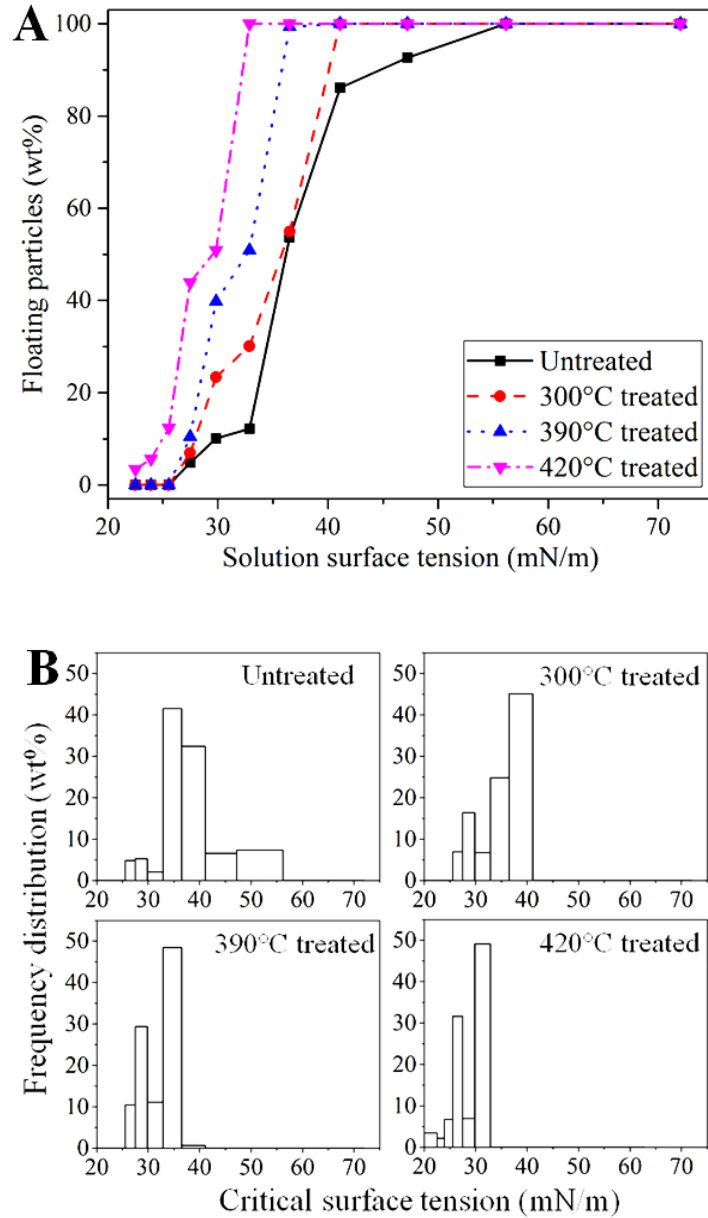 A
Floating particles (wt%)
100
80
60
40
20
0
Untreated
300°C treated
390°C treated
420°C treated
20 30 40 50 60 70
Solution surface tension (mN/m)
B
Frequency distribution (wt%)
50 Untreated
40
30
20
10
0
20 30 40 50 60 70
50 300°C treated
40
30
20
10
0
20 30 40 50 60 70
50 390°C treated
40
30
20
10
0
20 30 40 50 60 70
50 420°C treated
40
30
20
10
0
20 30 40 50 60 70
Critical surface tension (mN/m)